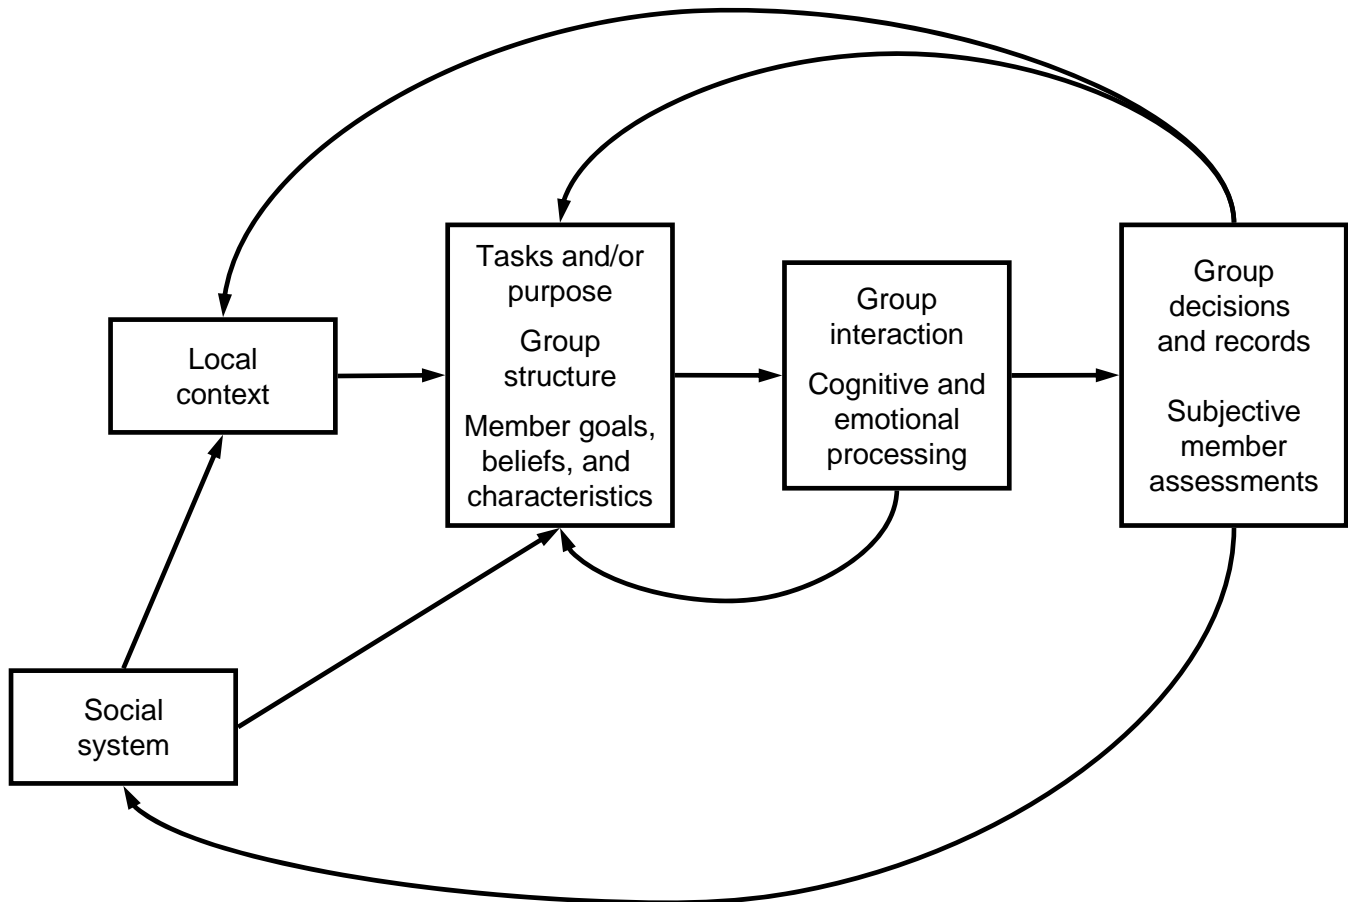 Local
context
Social
system
Tasks and/or
purpose
Group
structure
Member goals,
beliefs, and
characteristics
Group
interaction
Cognitive and
emotional
processing
Group
decisions
and records
Subjective
member
assessments